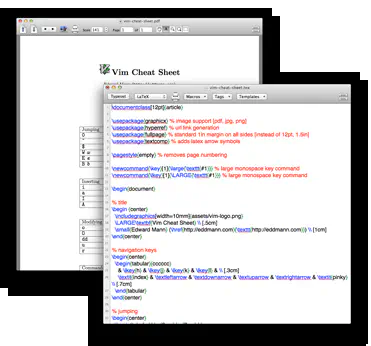 vim-cheat-sheet.pdf
Vim Cheat Sheet
Jumping
0
$
W w
E e
B b
Inserting
i
a
I
A
Modifying
o
O
dd
u
r
vim-cheat-sheet.tex
Typeset LaTeX Macros Tags Templates
\documentclass[12pt]{article}
\usepackage{graphicx} % image support [pdf, jpg, png]
\usepackage{hyperref} % url link generation
\usepackage{fullpage} % standard 1in margin on all sides [instead of 12pt, 1.5in]
\usepackage{textcomp} % adds latex arrow symbols
\pagestyle{empty} % removes page numbering
\newcommand{\key}[1]{\large\texttt{#1}} % large monospace key command
\newcommand{\Key}[1]{\LARGE\texttt{#1}} % large monospace key command
\begin{document}
% title
\begin {center}
\includegraphics[width=10mm]{assets/vim-logo.png}
\LARGE\textbf{Vim Cheat Sheet} \\ [.5cm]
\small{Edward Mann} (\href{http://eddmann.com}{\texttt{http://eddmann.com}}) \\ [1cm]
\end{center}
% navigation keys
\begin{center}
\begin{tabular}{cccccc}
& \Key{h} & \Key{j} & \Key{k} & \Key{l} & \\ [.3cm]
\textit{index} & \textleftarrow & \textdownarrow & \textuparrow & \textrightarrow & \textit{pinky} \\ [.7cm]
\end{tabular}
\end{center}
% jumping
\begin{center}